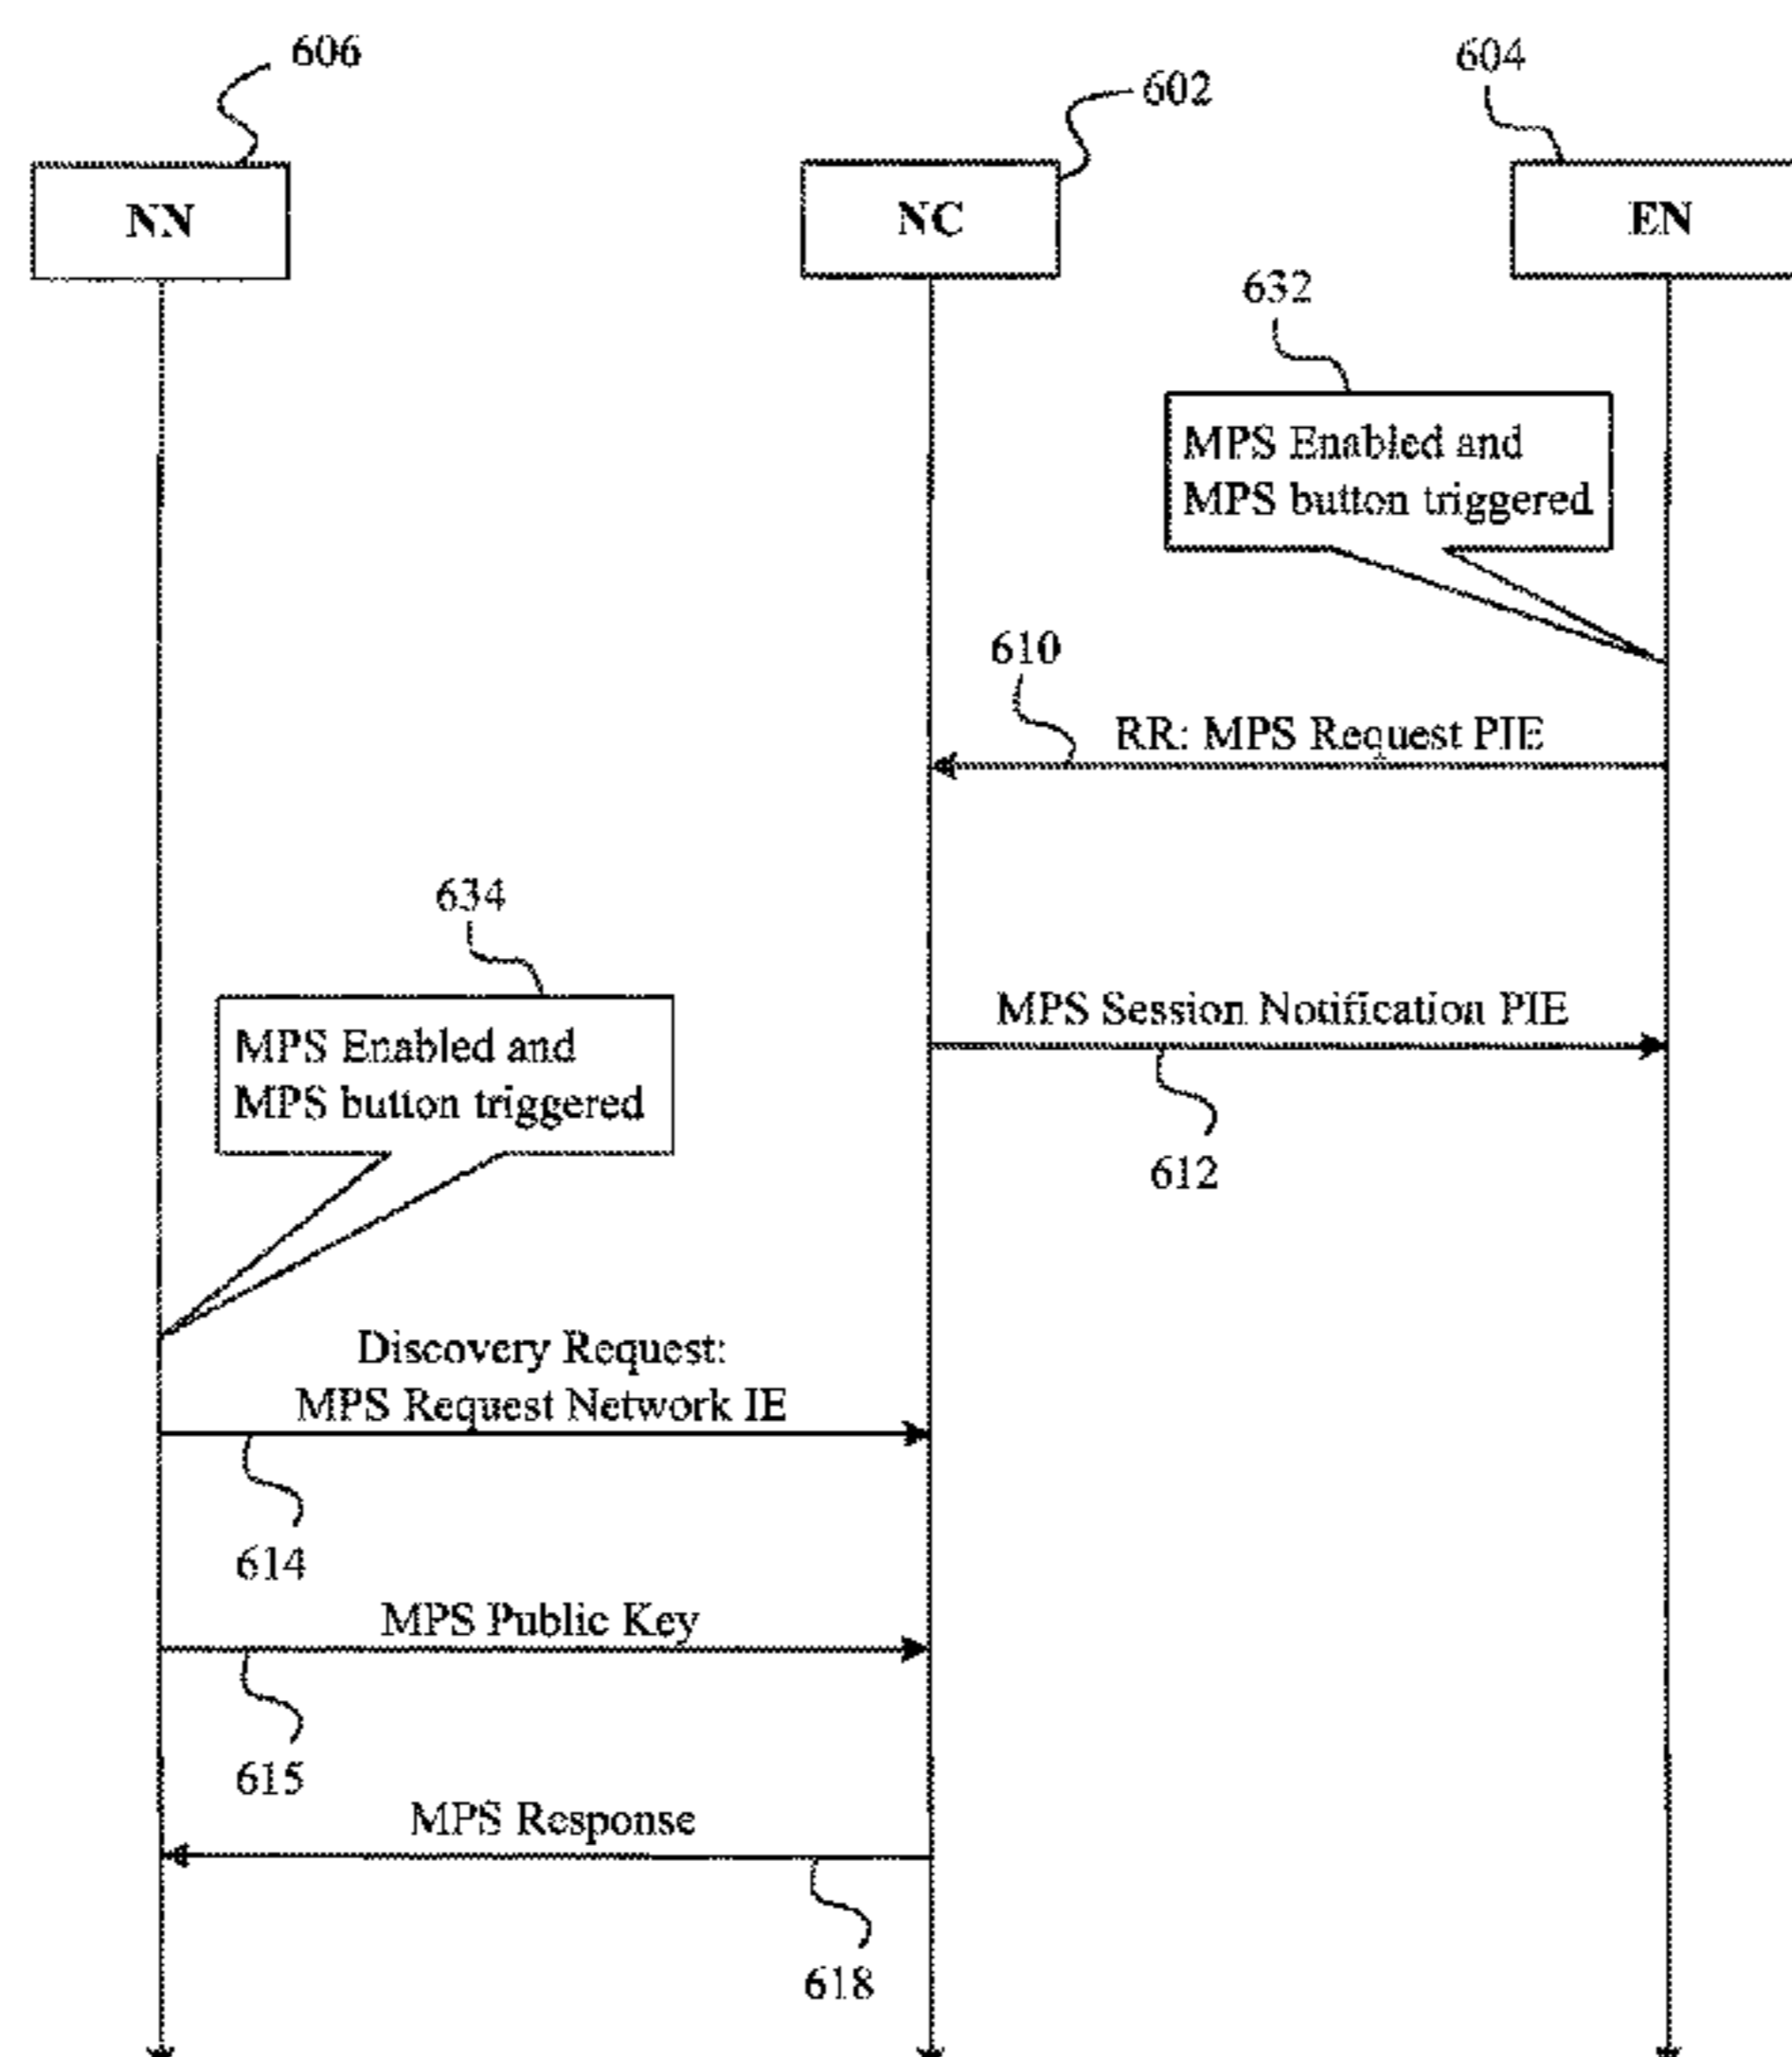 606
602
604
NN
NC
EN
632
MPS Enabled and
MPS button triggered
610
RR: MPS Request PIE
634
MPS Enabled and
MPS button triggered
MPS Session Notification PIE
612
Discovery Request:
MPS Request Network IE
614
MPS Public Key
615
MPS Response
618